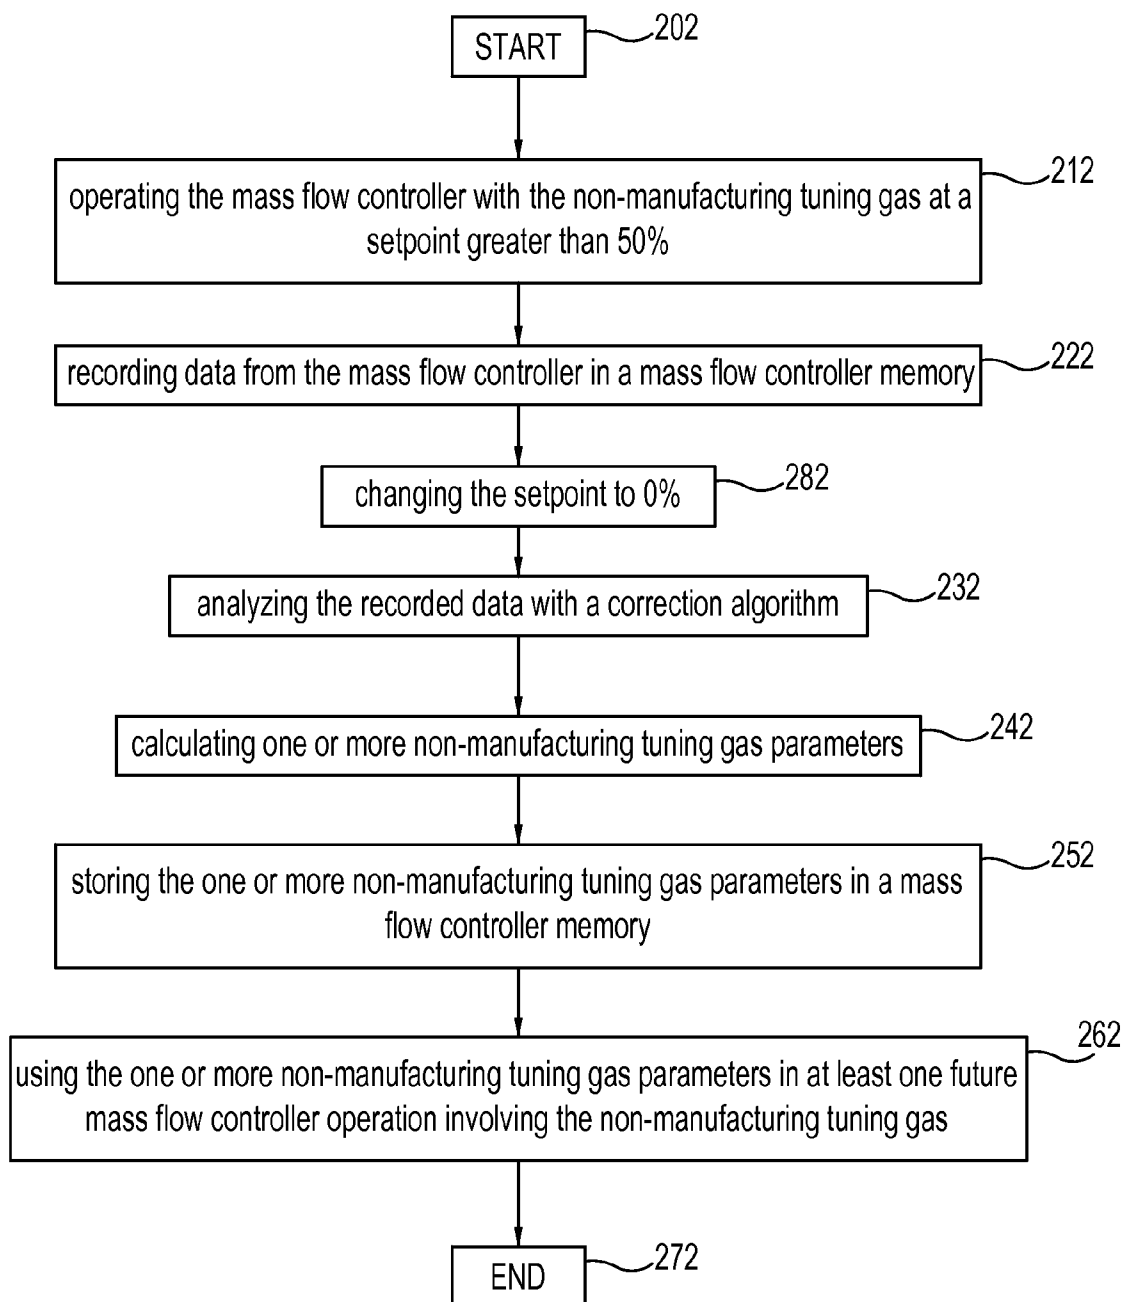 START
202
operating the mass flow controller with the non-manufacturing tuning gas at a
setpoint greater than 50%
212
recording data from the mass flow controller in a mass flow controller memory
222
changing the setpoint to 0%
282
analyzing the recorded data with a correction algorithm
232
calculating one or more non-manufacturing tuning gas parameters
242
storing the one or more non-manufacturing tuning gas parameters in a mass
flow controller memory
252
using the one or more non-manufacturing tuning gas parameters in at least one future
mass flow controller operation involving the non-manufacturing tuning gas
262
END
272